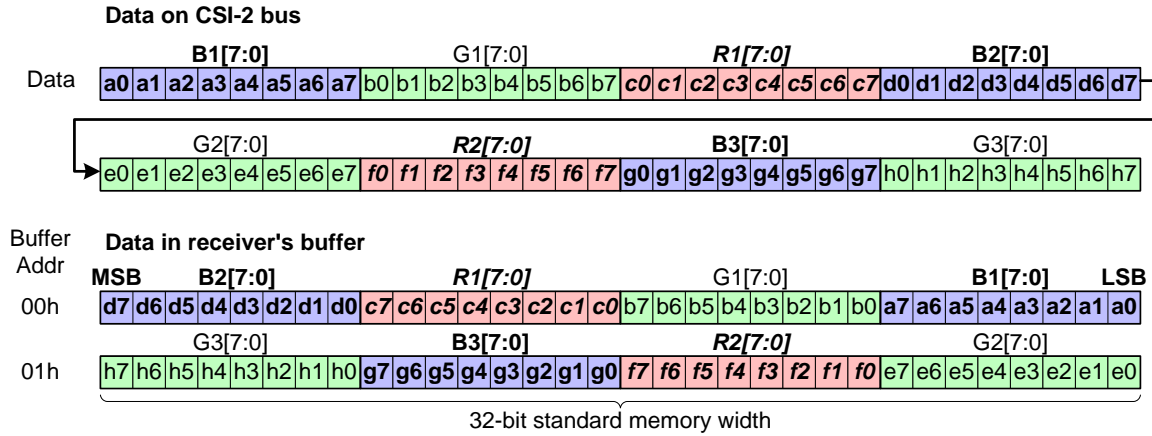 Data on CSI-2 bus
B1[7:0] G1[7:0] R1[7:0] B2[7:0]
Data a0 a1 a2 a3 a4 a5 a6 a7 b0 b1 b2 b3 b4 b5 b6 b7 c0 c1 c2 c3 c4 c5 c6 c7 d0 d1 d2 d3 d4 d5 d6 d7
G2[7:0] R2[7:0] B3[7:0] G3[7:0]
e0 e1 e2 e3 e4 e5 e6 e7 f0 f1 f2 f3 f4 f5 f6 f7 g0 g1 g2 g3 g4 g5 g6 g7 h0 h1 h2 h3 h4 h5 h6 h7
Buffer Addr
Data in receiver's buffer
MSB B2[7:0] R1[7:0] G1[7:0] B1[7:0] LSB
00h d7 d6 d5 d4 d3 d2 d1 d0 c7 c6 c5 c4 c3 c2 c1 c0 b7 b6 b5 b4 b3 b2 b1 b0 a7 a6 a5 a4 a3 a2 a1 a0
G3[7:0] B3[7:0] R2[7:0] G2[7:0]
01h h7 h6 h5 h4 h3 h2 h1 h0 g7 g6 g5 g4 g3 g2 g1 g0 f7 f6 f5 f4 f3 f2 f1 f0 e7 e6 e5 e4 e3 e2 e1 e0
32-bit standard memory width